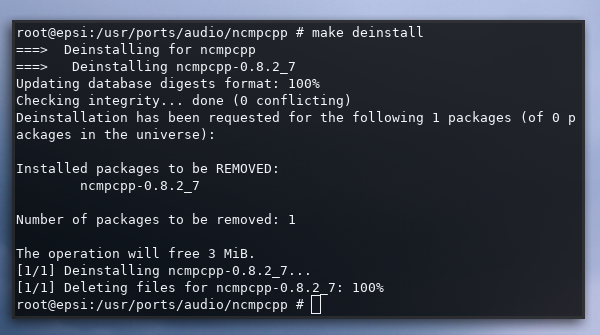 root@epsi:/usr/ports/audio/ncmpcpp # make deinstall
===>  Deinstalling for ncmpcpp
===>   Deinstalling ncmpcpp-0.8.2_7
Updating database digests format: 100%
Checking integrity... done (0 conflicting)
Deinstallation has been requested for the following 1 packages (of 0 p
ackages in the universe):
Installed packages to be REMOVED:
        ncmpcpp-0.8.2_7
Number of packages to be removed: 1
The operation will free 3 MiB.
[1/1] Deinstalling ncmpcpp-0.8.2_7...
[1/1] Deleting files for ncmpcpp-0.8.2_7: 100%
root@epsi:/usr/ports/audio/ncmpcpp #